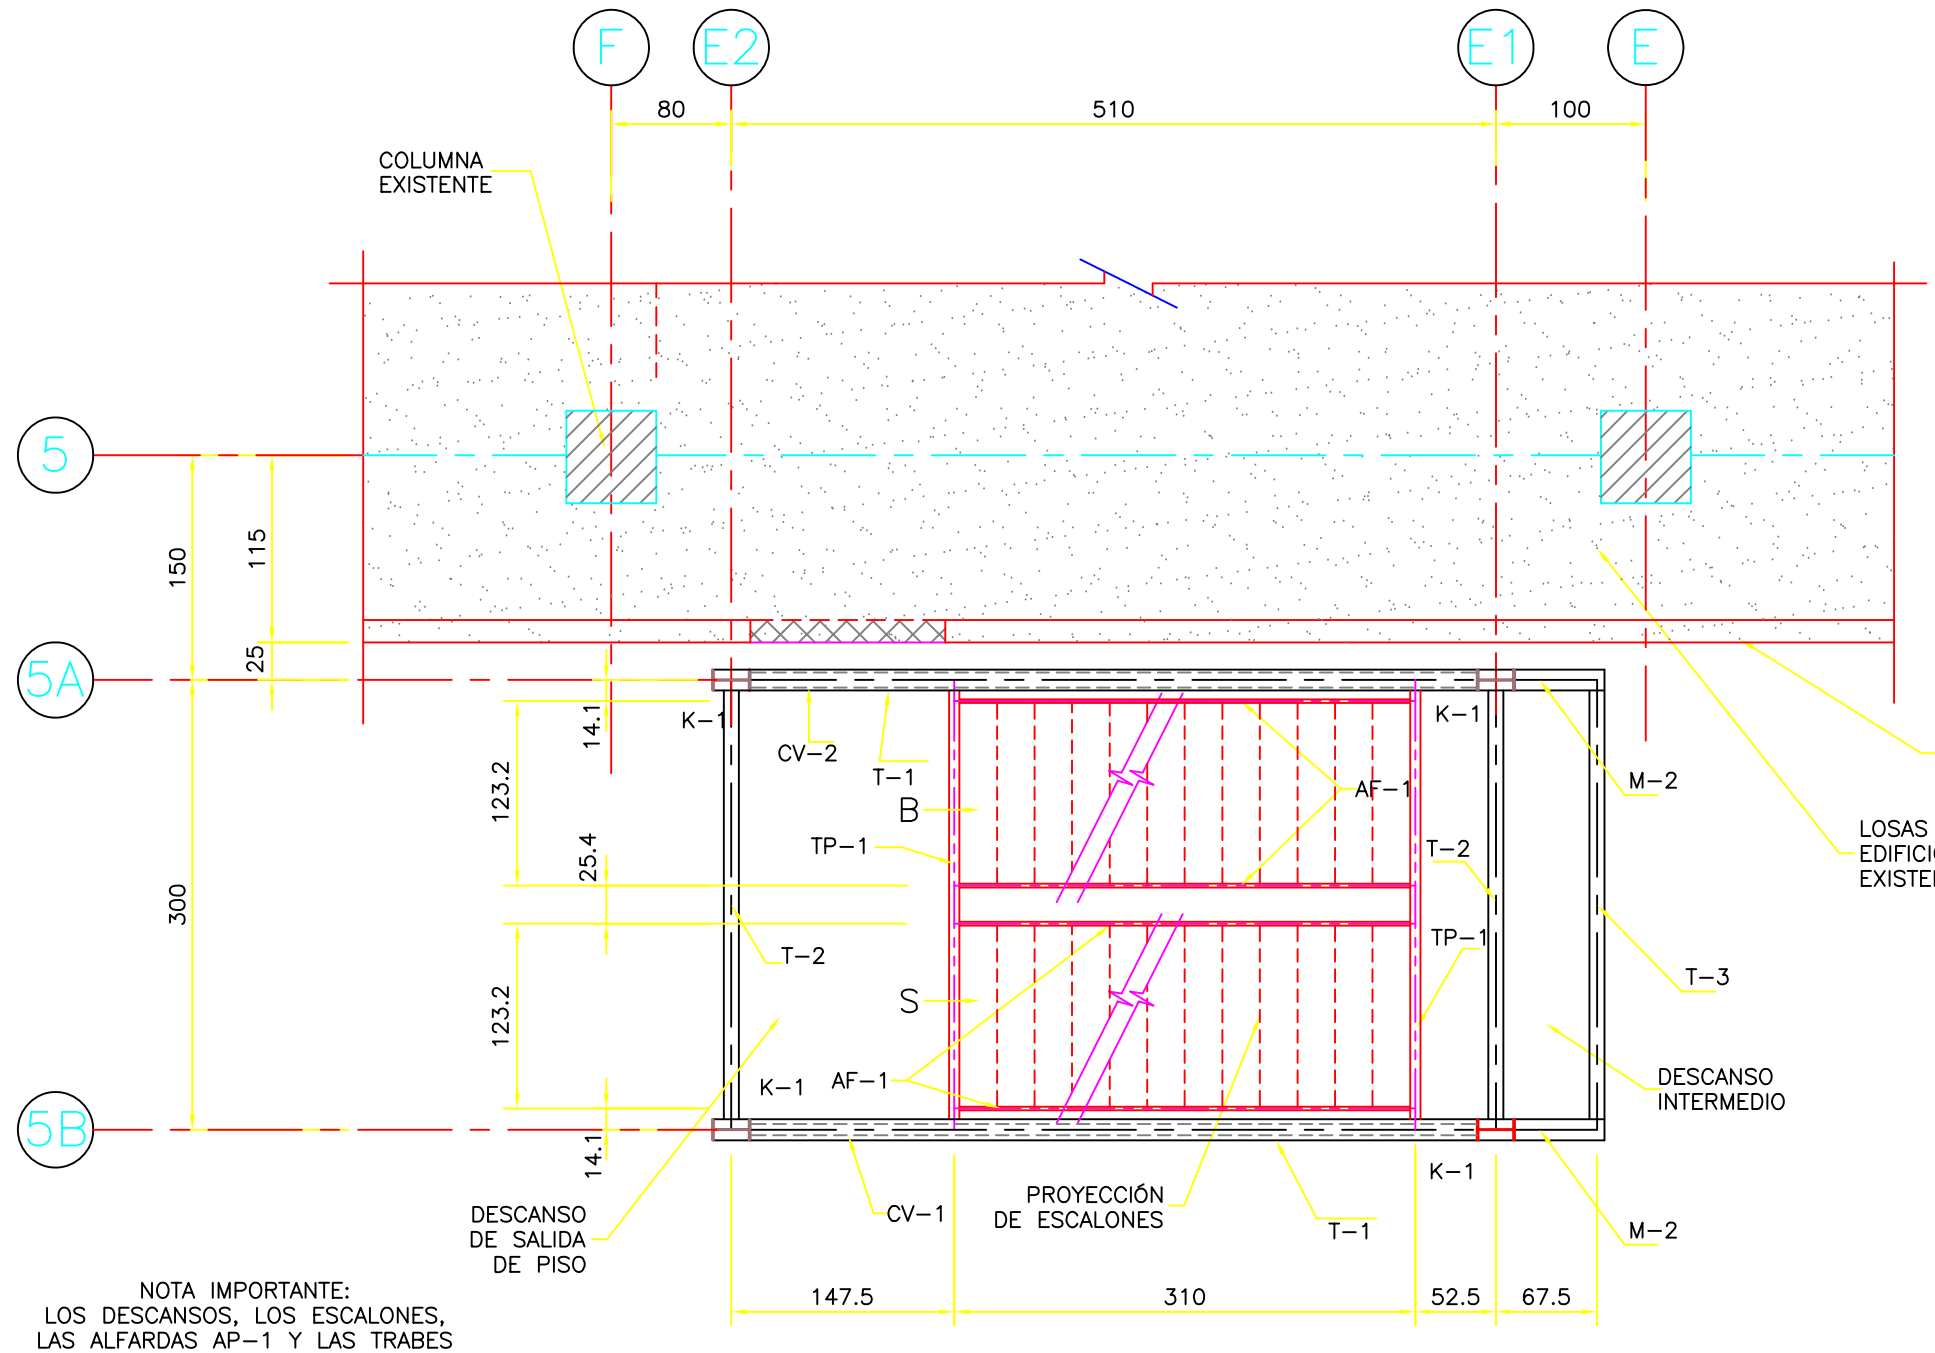 F
E2
E1
E
80
510
100
COLUMNA
EXISTENTE
5
150
115
25
5A
14.1
K-1
CV-2
T-1
K-1
M-2
AF-1
123.2
B
TP-1
T-2
LOSAS
EDIFICIO
25.4
300
T-2
TP-1
T-3
S
123.2
K-1
AF-1
DESCANSO
INTERMEDIO
5B
14.1
K-1
PROYECCIÓN
DE ESCALONES
CV-1
T-1
M-2
DESCANSO
DE SALIDA
DE PISO
147.5
310
52.5
67.5
NOTA IMPORTANTE:
LOS DESCANSOS, LOS ESCALONES,
LAS ALFARDAS AP-1 Y LAS TRABES